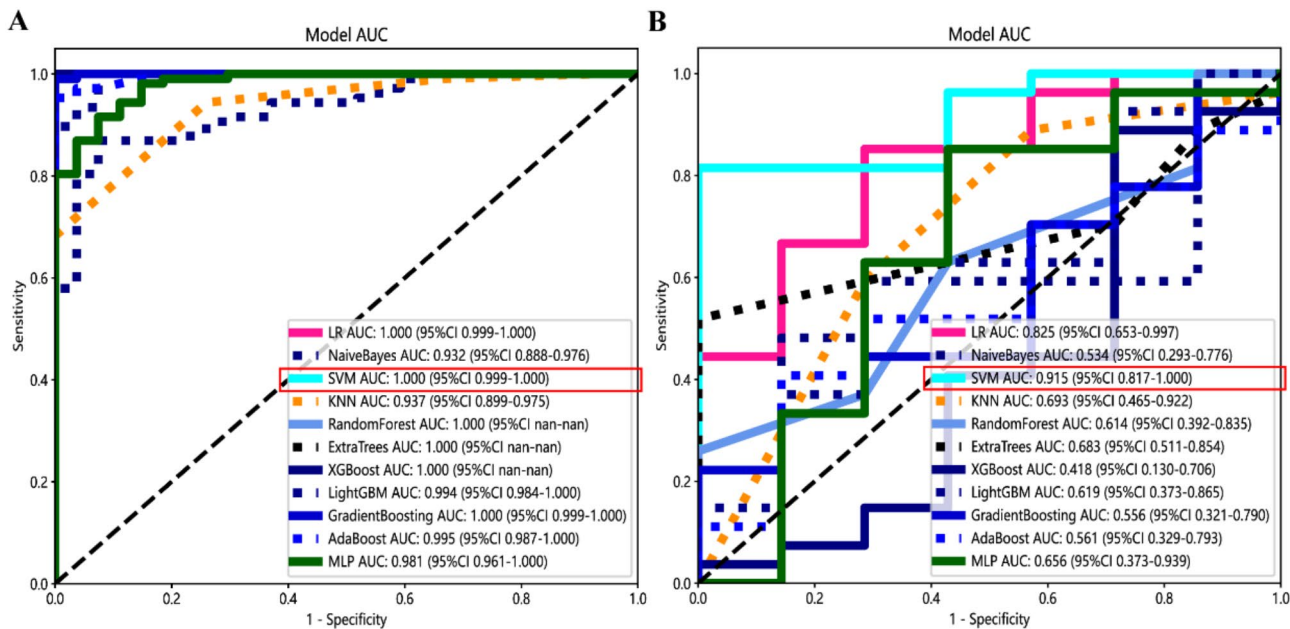 A
Model AUC
1.0
0.8
0.6
0.4
0.2
0.0
Sensitivity
LR AUC: 1.000 (95%CI 0.999-1.000)
NaiveBayes AUC: 0.932 (95%CI 0.888-0.976)
SVM AUC: 1.000 (95%CI 0.999-1.000)
KNN AUC: 0.937 (95%CI 0.899-0.975)
RandomForest AUC: 1.000 (95%CI nan-nan)
ExtraTrees AUC: 1.000 (95%CI nan-nan)
XGBoost AUC: 1.000 (95%CI nan-nan)
LightGBM AUC: 0.994 (95%CI 0.984-1.000)
GradientBoosting AUC: 1.000 (95%CI 0.999-1.000)
AdaBoost AUC: 0.995 (95%CI 0.987-1.000)
MLP AUC: 0.981 (95%CI 0.961-1.000)
0.0 0.2 0.4 0.6 0.8 1.0
1 - Specificity
B
Model AUC
1.0
0.8
0.6
0.4
0.2
0.0
Sensitivity
LR AUC: 0.825 (95%CI 0.653-0.997)
NaiveBayes AUC: 0.534 (95%CI 0.293-0.776)
SVM AUC: 0.915 (95%CI 0.817-1.000)
KNN AUC: 0.693 (95%CI 0.465-0.922)
RandomForest AUC: 0.614 (95%CI 0.392-0.835)
ExtraTrees AUC: 0.683 (95%CI 0.511-0.854)
XGBoost AUC: 0.418 (95%CI 0.130-0.706)
LightGBM AUC: 0.619 (95%CI 0.373-0.865)
GradientBoosting AUC: 0.556 (95%CI 0.321-0.790)
AdaBoost AUC: 0.561 (95%CI 0.329-0.793)
MLP AUC: 0.656 (95%CI 0.373-0.939)
0.0 0.2 0.4 0.6 0.8 1.0
1 - Specificity